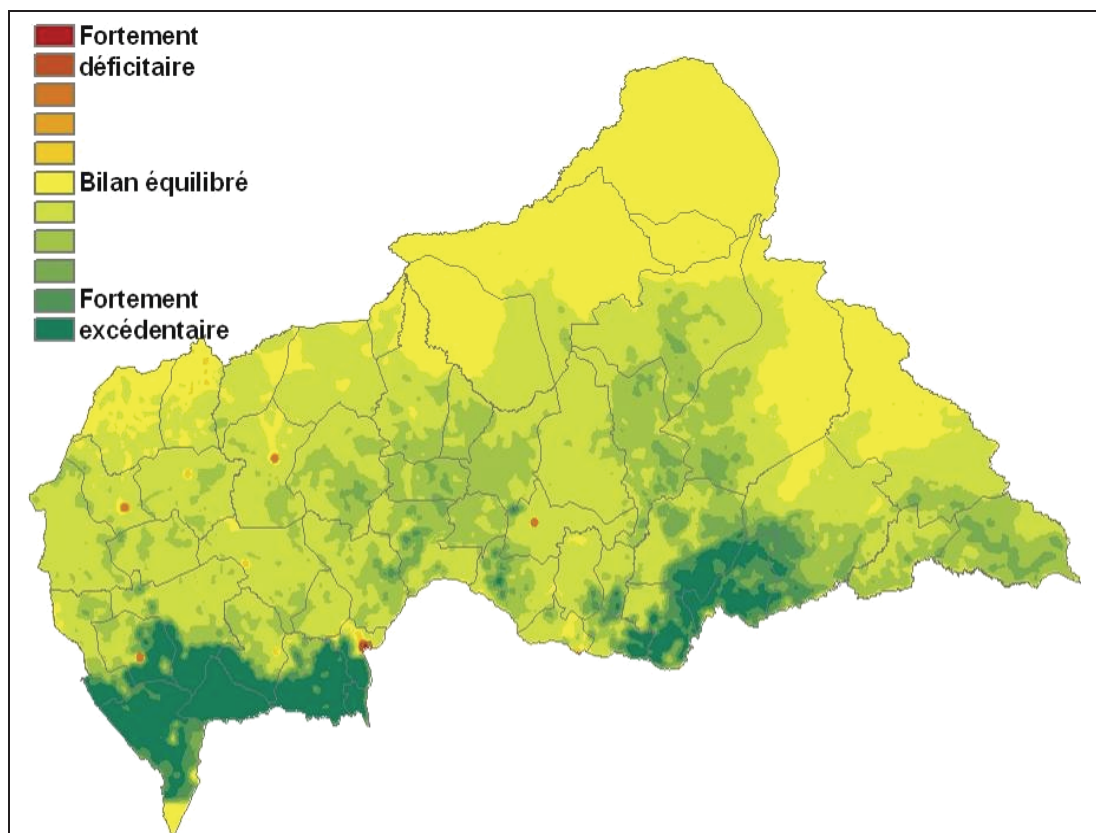 Fortement
déficitaire
Bilan équilibré
Fortement
excédentaire